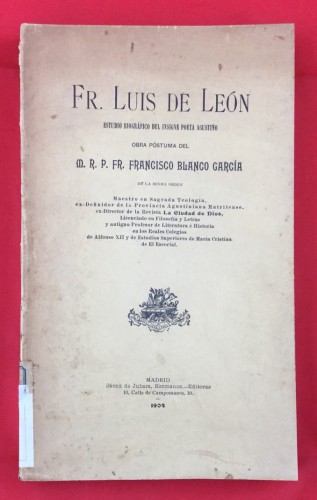 FR. LUIS DE LEÓN
ESTUDIO BIOGRÁFICO DEL INSIGNE POETA AGUSTINO
OBRA PÓSTUMA DEL
M. R. P. FR. FRANCISCO BLANCO GARCÍA
DE LA MISMA ORDEN
Maestro en Sagrada Teología,
ex-Definidor de la Provincia Agustiniana Matritense,
ex-Director de la Revista La Ciudad de Dios,
Licenciado en Filosofía y Letras
y antiguo Profesor de Literatura é Historia
en los Reales Colegios
de Alfonso XII y de Estudios Superiores de María Cristina
de El Escorial.
MADRID
Sáenz de Jubera, Hermanos.—Editores
10, Calle de Campomanes, 10.
1904